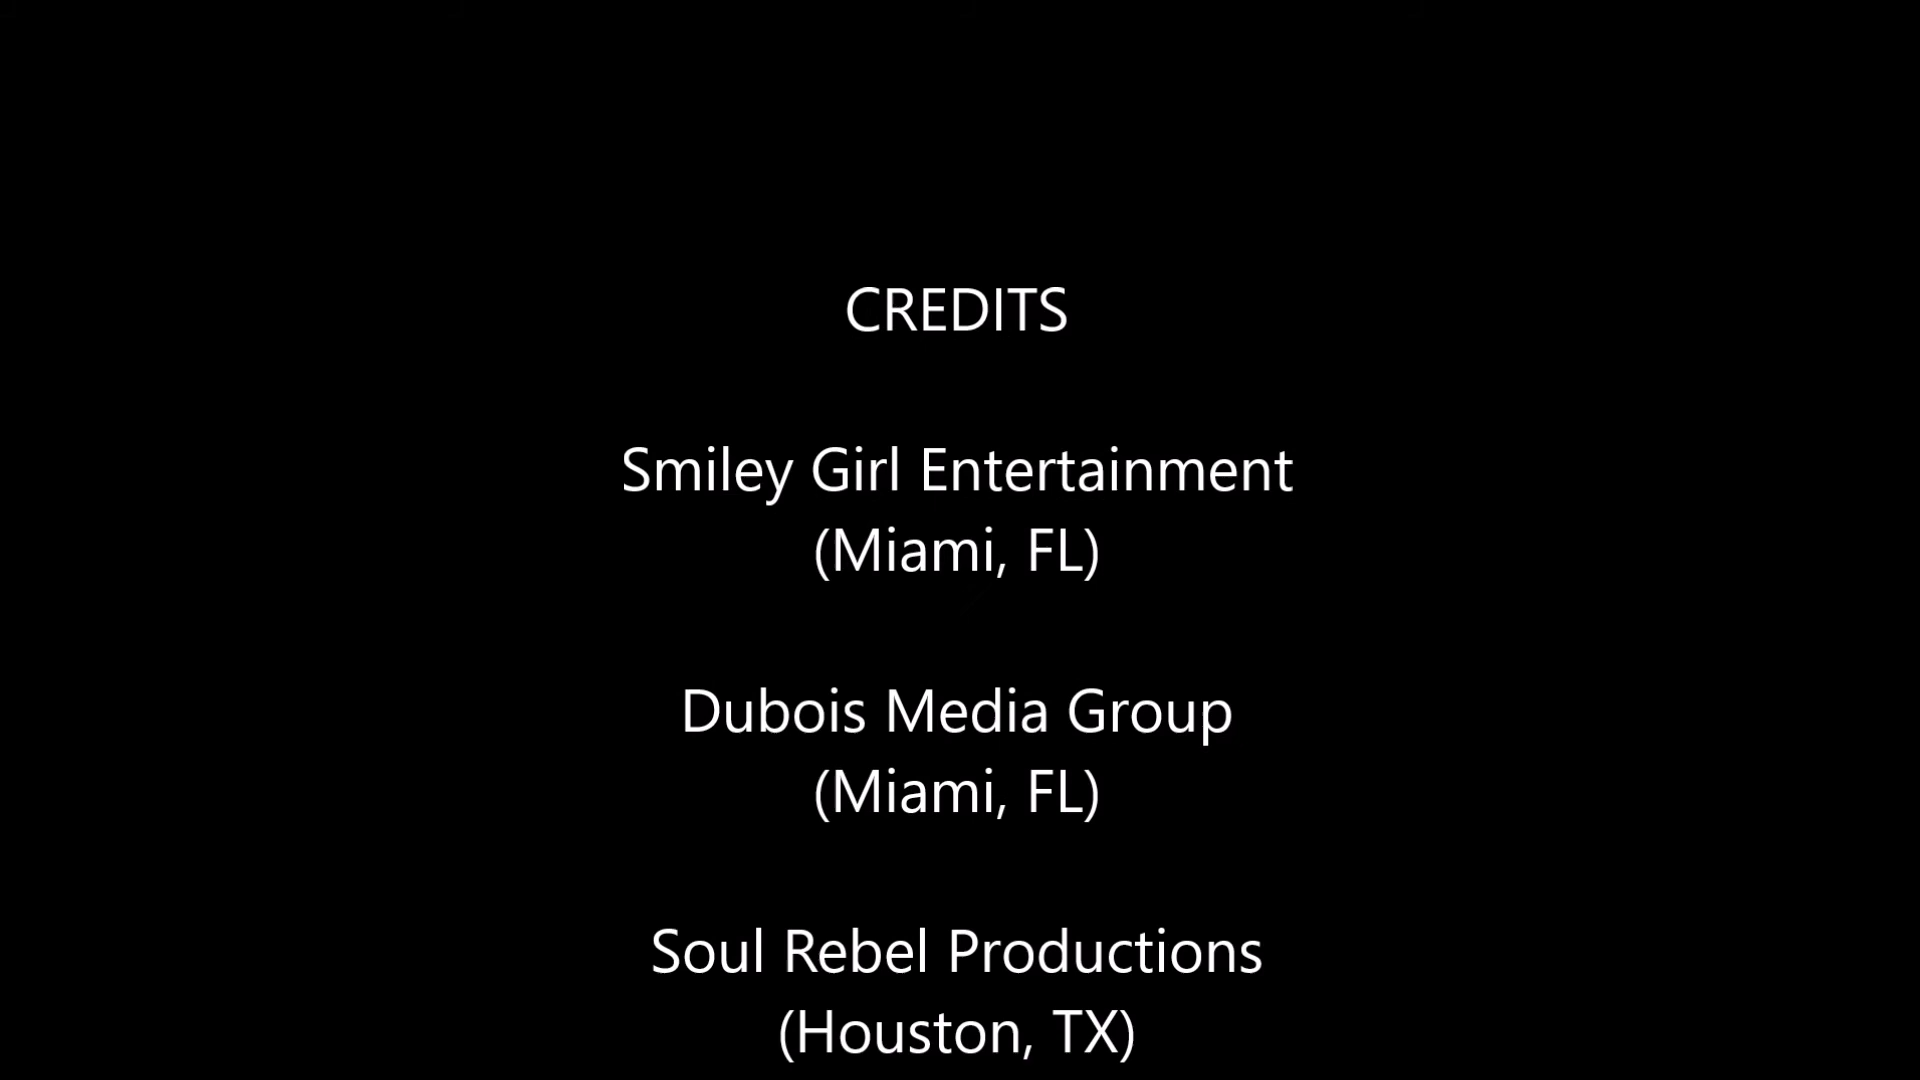 CREDITS
Smiley Girl Entertainment
(Miami, FL)
Dubois Media Group
(Miami, FL)
Soul Rebel Productions
(Houston, TX)